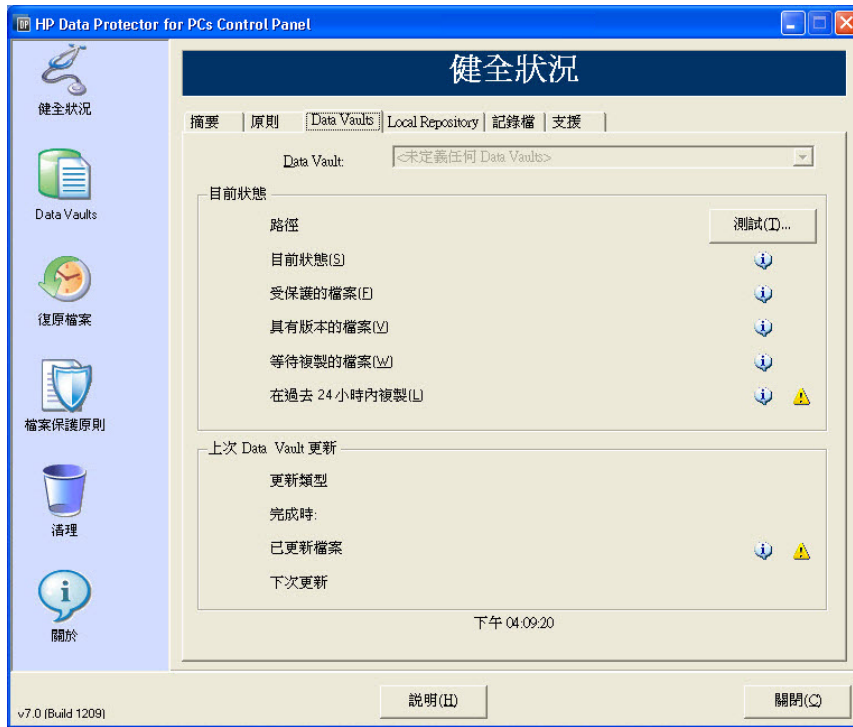 HP Data Protector for PCs Control Panel
健全狀況
Data Vaults
復原檔案
檔案保護原則
清理
關於
健全狀況
摘要 原則 Data Vaults Local Repository 記錄檔 支援
Data Vault: <未定義任何 Data Vaults>
目前狀態
路徑 測試(T)...
目前狀態(S)
受保護的檔案(F)
具有版本的檔案(V)
等待複製的檔案(W)
在過去 24 小時內複製(L)
上次 Data Vault 更新
更新類型
完成時:
已更新檔案
下次更新
下午 04:09:20
v7.0 (Build 1209) 說明(H) 關閉(C)